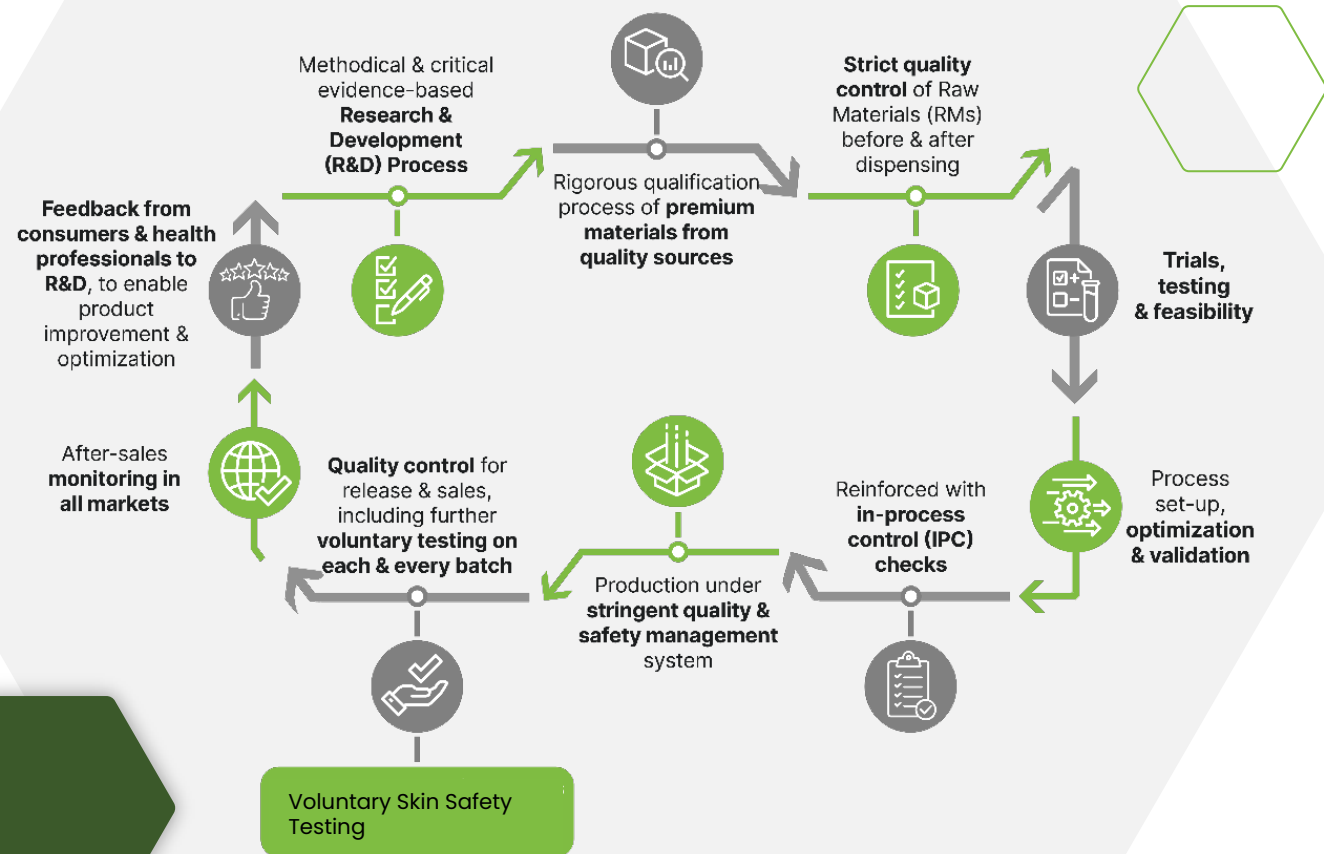 Methodical & critical
evidence-based
Research &
Development
(R&D) Process
Rigorous qualification
process of premium
materials from
quality sources
Strict quality
control of Raw
Materials (RMs)
before & after
dispensing
Trials,
testing
& feasibility
Process
set-up,
optimization
& validation
Reinforced with
in-process
control (IPC)
checks
Production under
stringent quality &
safety management
system
Quality control for
release & sales,
including further
voluntary testing on
each & every batch
Voluntary Skin Safety
Testing
After-sales
monitoring in
all markets
Feedback from
consumers & health
professionals to
R&D, to enable
product
improvement &
optimization